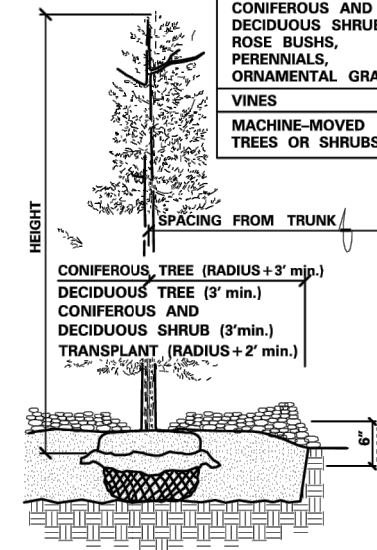 CONIFEROUS AND
DECIDUOUS SHRUB
ROSE BUSHS,
PERENNIALS,
ORNAMENTAL GRA
VINES
MACHINE-MOVED
TREES OR SHRUBS
SPACING FROM TRUNK
HEIGHT
CONIFEROUS TREE (RADIUS+3' min.)
DECIDUOUS TREE (3' min.)
CONIFEROUS AND
DECIDUOUS SHRUB (3'min.)
TRANSPLANT (RADIUS+2' min.)
6"